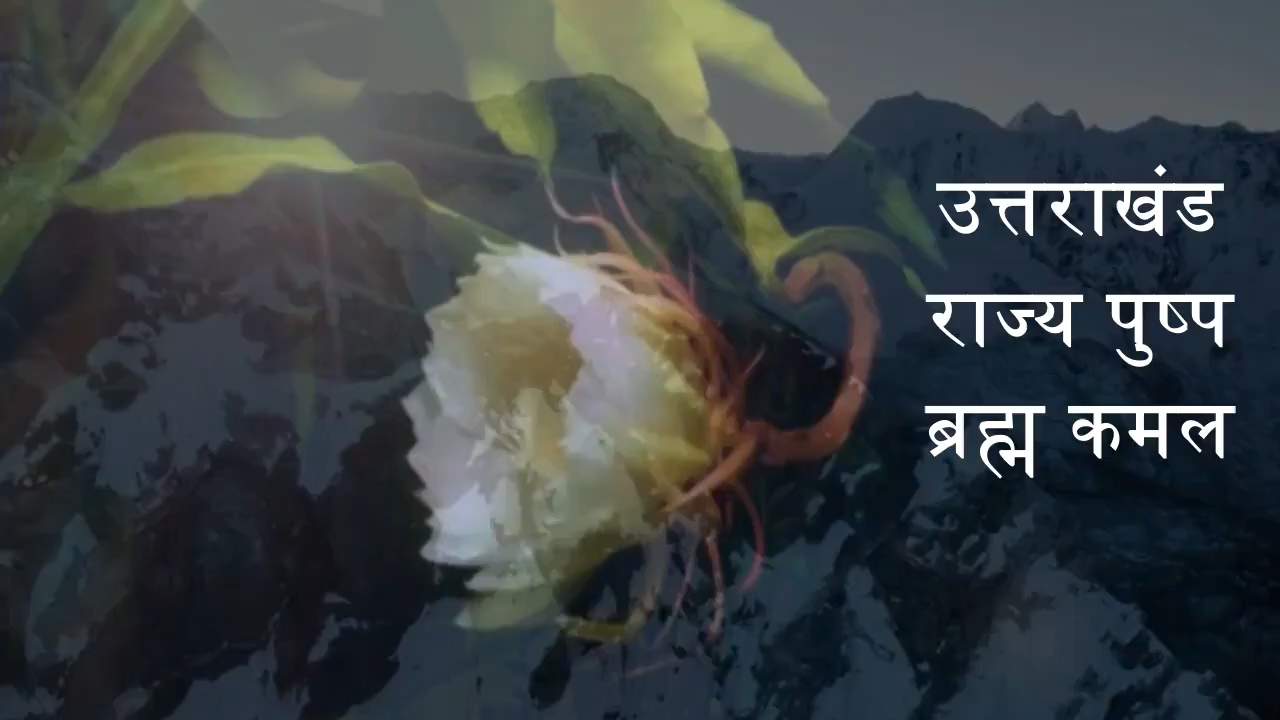 उत्तराखंड
राज्य पुष्प
ब्रह्म कमल